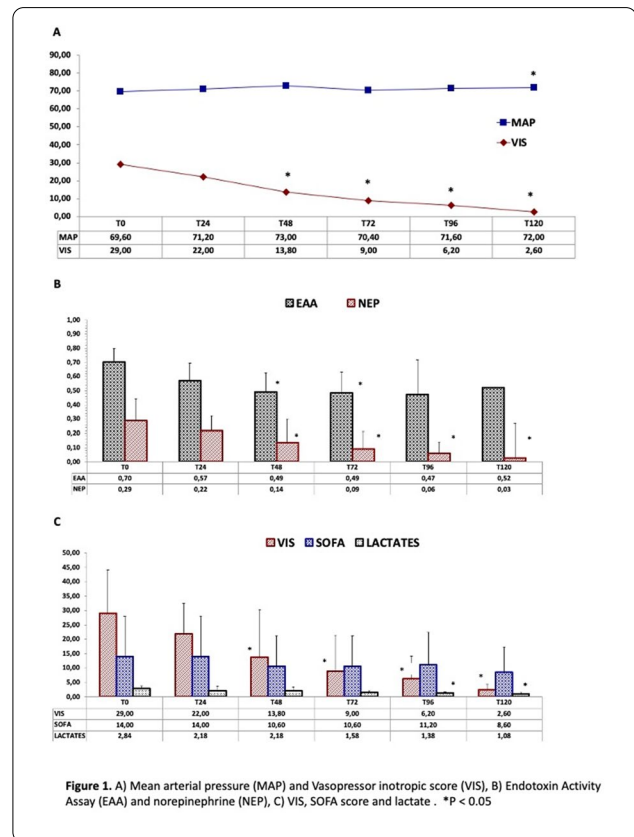 A
90,00
80,00
70,00
60,00
50,00
40,00
30,00
20,00
10,00
0,00
*
MAP
VIS
* * * *
T0 T24 T48 T72 T96 T120
MAP 69,60 71,20 73,00 70,40 71,60 72,00
VIS 29,00 22,00 13,80 9,00 6,20 2,60
B
EAA NEP
1,00
0,90
0,80
0,70
0,60
0,50
0,40
0,30
0,20
0,10
0,00
* *
* * * *
T0 T24 T48 T72 T96 T120
EAA 0,70 0,57 0,49 0,49 0,47 0,52
NEP 0,29 0,22 0,14 0,09 0,06 0,03
C
VIS SOFA LACTATES
50,00
45,00
40,00
35,00
30,00
25,00
20,00
15,00
10,00
5,00
0,00
* * * * * *
T0 T24 T48 T72 T96 T120
VIS 29,00 22,00 13,80 9,00 6,20 2,60
SOFA 14,00 14,00 10,60 10,60 11,20 8,60
LACTATES 2,84 2,18 2,18 1,58 1,38 1,08
Figure 1. A) Mean arterial pressure (MAP) and Vasopressor inotropic score (VIS), B) Endotoxin Activity
Assay (EAA) and norepinephrine (NEP), C) VIS, SOFA score and lactate . *P < 0.05